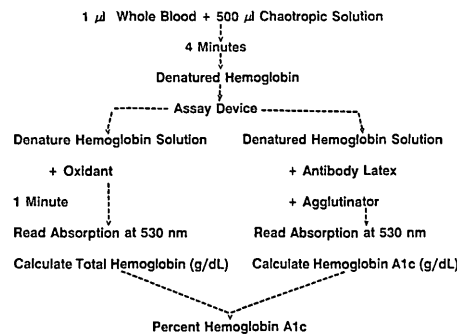 1 µl Whole Blood + 500 µl Chaotropic Solution
4 Minutes
Denatured Hemoglobin
Assay Device
Denature Hemoglobin Solution
+ Oxidant
1 Minute
Read Absorption at 530 nm
Calculate Total Hemoglobin (g/dL)
Denatured Hemoglobin Solution
+ Antibody Latex
+ Agglutinator
Read Absorption at 530 nm
Calculate Hemoglobin A1c (g/dL)
Percent Hemoglobin A1c